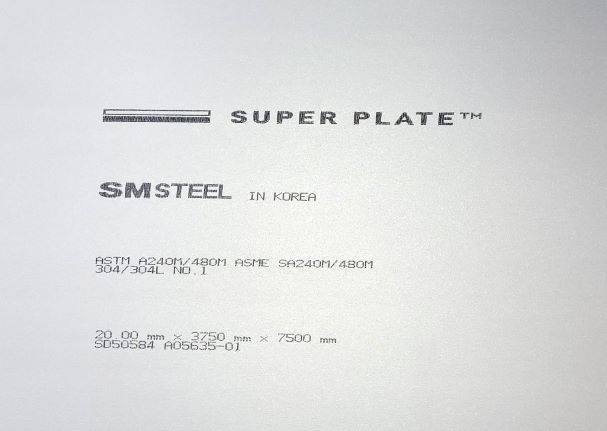 SUPER PLATE™
SMSTEEL IN KOREA
ASTM A240M/480M ASME SA240M/480M
304/304L NO.1
20.00 mm × 3750 mm × 7500 mm
SD50584 A05635-01